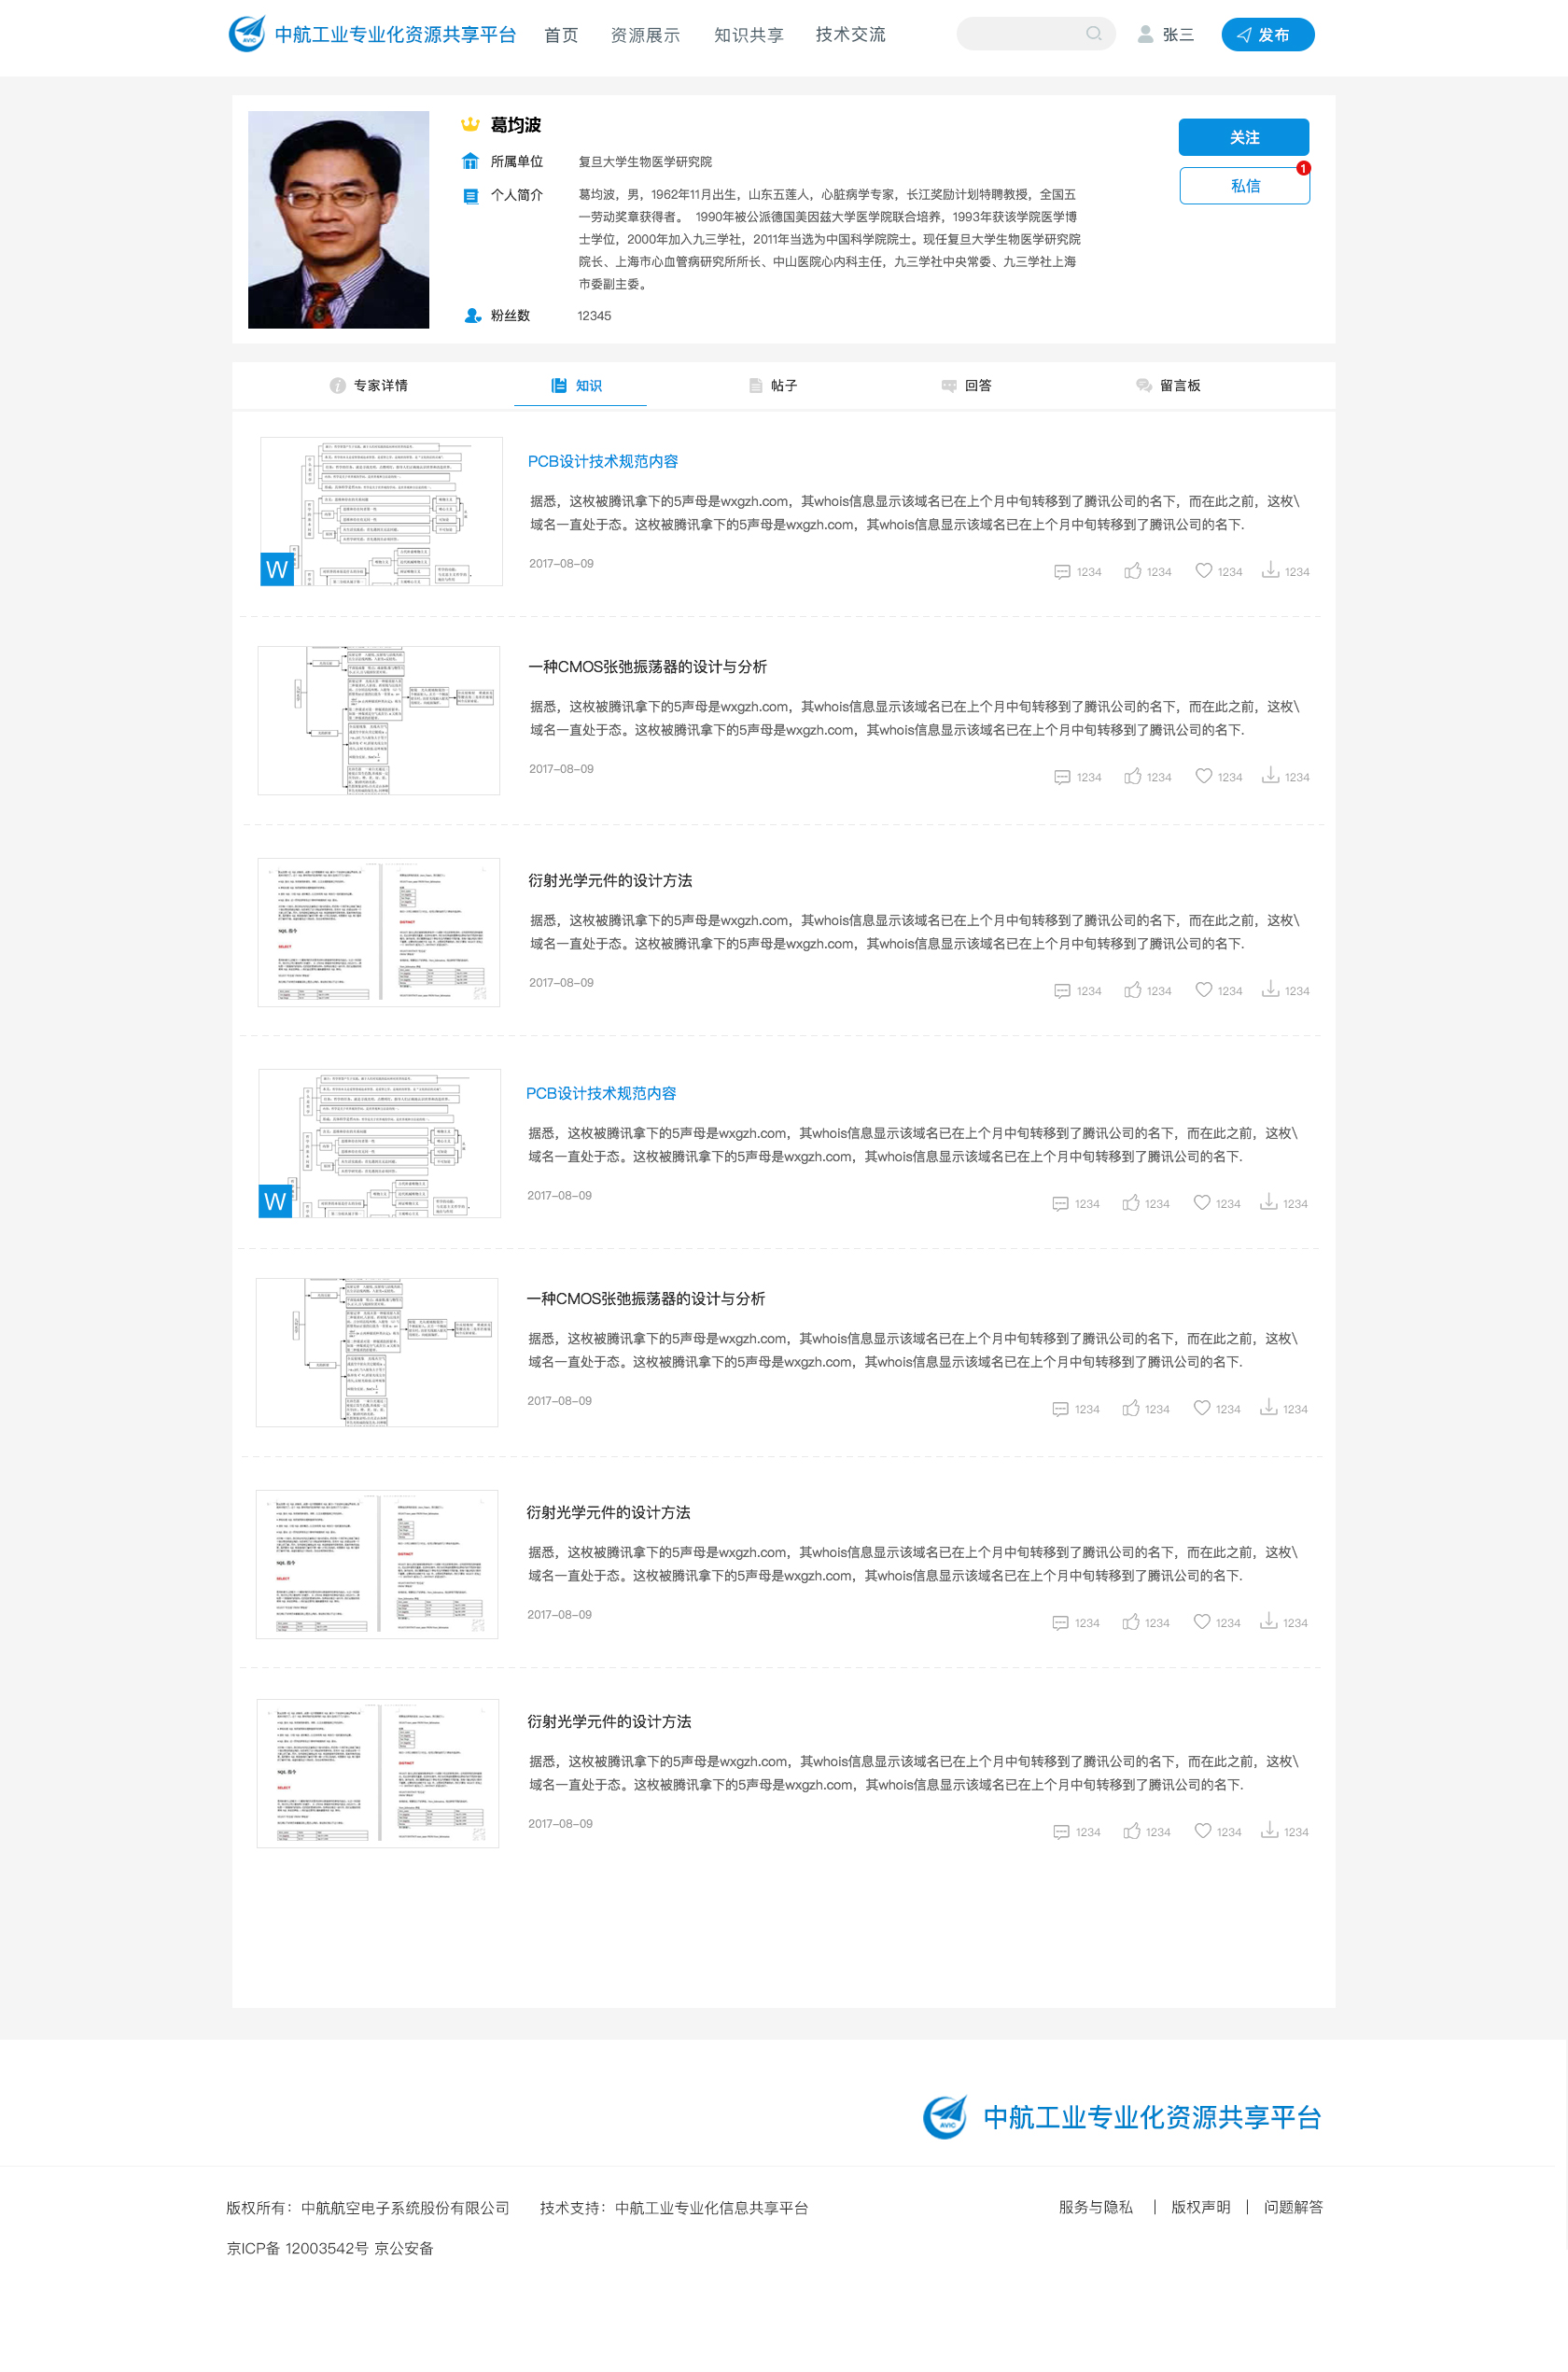 中航工业专业化资源共享平台 首页 资源展示 知识共享 技术交流 张三 发布
葛均波
关注
所属单位 复旦大学生物医学研究院
1
私信
个人简介 葛均波，男，1962年11月出生，山东五莲人，心脏病学专家，长江奖励计划特聘教授，全国五
一劳动奖章获得者。 1990年被公派德国美因兹大学医学院联合培养，1993年获该学院医学博
士学位，2000年加入九三学社，2011年当选为中国科学院院士。现任复旦大学生物医学研究院
院长、上海市心血管病研究所所长、中山医院心内科主任，九三学社中央常委、九三学社上海
市委副主委。
粉丝数 12345
专家详情 知识 帖子 回答 留言板
PCB设计技术规范内容
据悉，这枚被腾讯拿下的5声母是wxgzh.com，其whois信息显示该域名已在上个月中旬转移到了腾讯公司的名下，而在此之前，这枚\
域名一直处于态。这枚被腾讯拿下的5声母是wxgzh.com，其whois信息显示该域名已在上个月中旬转移到了腾讯公司的名下.
W
2017-08-09
1234 1234 1234 1234
一种CMOS张弛振荡器的设计与分析
据悉，这枚被腾讯拿下的5声母是wxgzh.com，其whois信息显示该域名已在上个月中旬转移到了腾讯公司的名下，而在此之前，这枚\
域名一直处于态。这枚被腾讯拿下的5声母是wxgzh.com，其whois信息显示该域名已在上个月中旬转移到了腾讯公司的名下.
2017-08-09
1234 1234 1234 1234
衍射光学元件的设计方法
据悉，这枚被腾讯拿下的5声母是wxgzh.com，其whois信息显示该域名已在上个月中旬转移到了腾讯公司的名下，而在此之前，这枚\
域名一直处于态。这枚被腾讯拿下的5声母是wxgzh.com，其whois信息显示该域名已在上个月中旬转移到了腾讯公司的名下.
SQL 指令
SELECT
DISTINCT
2017-08-09
1234 1234 1234 1234
PCB设计技术规范内容
据悉，这枚被腾讯拿下的5声母是wxgzh.com，其whois信息显示该域名已在上个月中旬转移到了腾讯公司的名下，而在此之前，这枚\
域名一直处于态。这枚被腾讯拿下的5声母是wxgzh.com，其whois信息显示该域名已在上个月中旬转移到了腾讯公司的名下.
W
2017-08-09
1234 1234 1234 1234
一种CMOS张弛振荡器的设计与分析
据悉，这枚被腾讯拿下的5声母是wxgzh.com，其whois信息显示该域名已在上个月中旬转移到了腾讯公司的名下，而在此之前，这枚\
域名一直处于态。这枚被腾讯拿下的5声母是wxgzh.com，其whois信息显示该域名已在上个月中旬转移到了腾讯公司的名下.
2017-08-09
1234 1234 1234 1234
衍射光学元件的设计方法
据悉，这枚被腾讯拿下的5声母是wxgzh.com，其whois信息显示该域名已在上个月中旬转移到了腾讯公司的名下，而在此之前，这枚\
域名一直处于态。这枚被腾讯拿下的5声母是wxgzh.com，其whois信息显示该域名已在上个月中旬转移到了腾讯公司的名下.
SQL 指令
SELECT
DISTINCT
2017-08-09
1234 1234 1234 1234
衍射光学元件的设计方法
据悉，这枚被腾讯拿下的5声母是wxgzh.com，其whois信息显示该域名已在上个月中旬转移到了腾讯公司的名下，而在此之前，这枚\
域名一直处于态。这枚被腾讯拿下的5声母是wxgzh.com，其whois信息显示该域名已在上个月中旬转移到了腾讯公司的名下.
SQL 指令
SELECT
DISTINCT
2017-08-09
1234 1234 1234 1234
AVIC 中航工业专业化资源共享平台
版权所有：中航航空电子系统股份有限公司 技术支持：中航工业专业化信息共享平台 服务与隐私 | 版权声明 | 问题解答
京ICP备 12003542号 京公安备